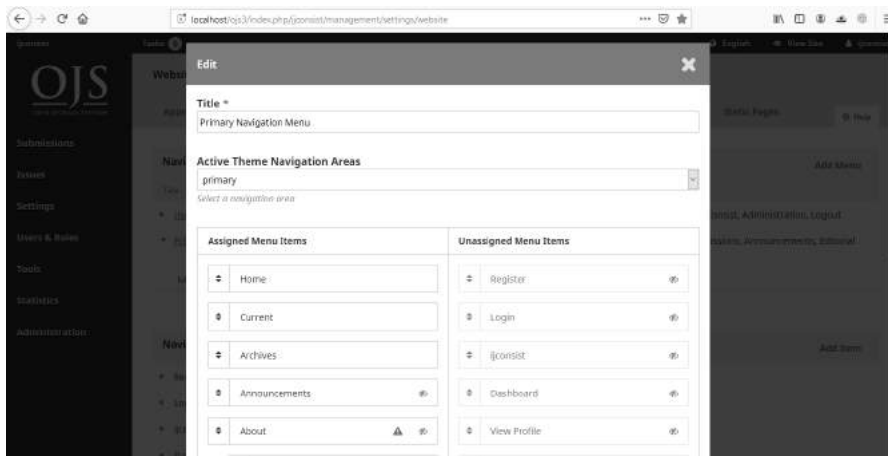 localhost/ojs3/index.php/ijconsist/management/settings/website
English
View Site
OJS
Edit
Title *
Primary Navigation Menu
Active Theme Navigation Areas
primary
Select a navigation area
Assigned Menu Items
Unassigned Menu Items
Home
Register
Current
Login
Archives
ijconsist
Announcements
Dashboard
About
View Profile
Submissions
Issues
Settings
Users & Roles
Tools
Statistics
Administration
Static Pages
Help
Add Menu
Administration, Logout
Announcements, Editorial
Add Item